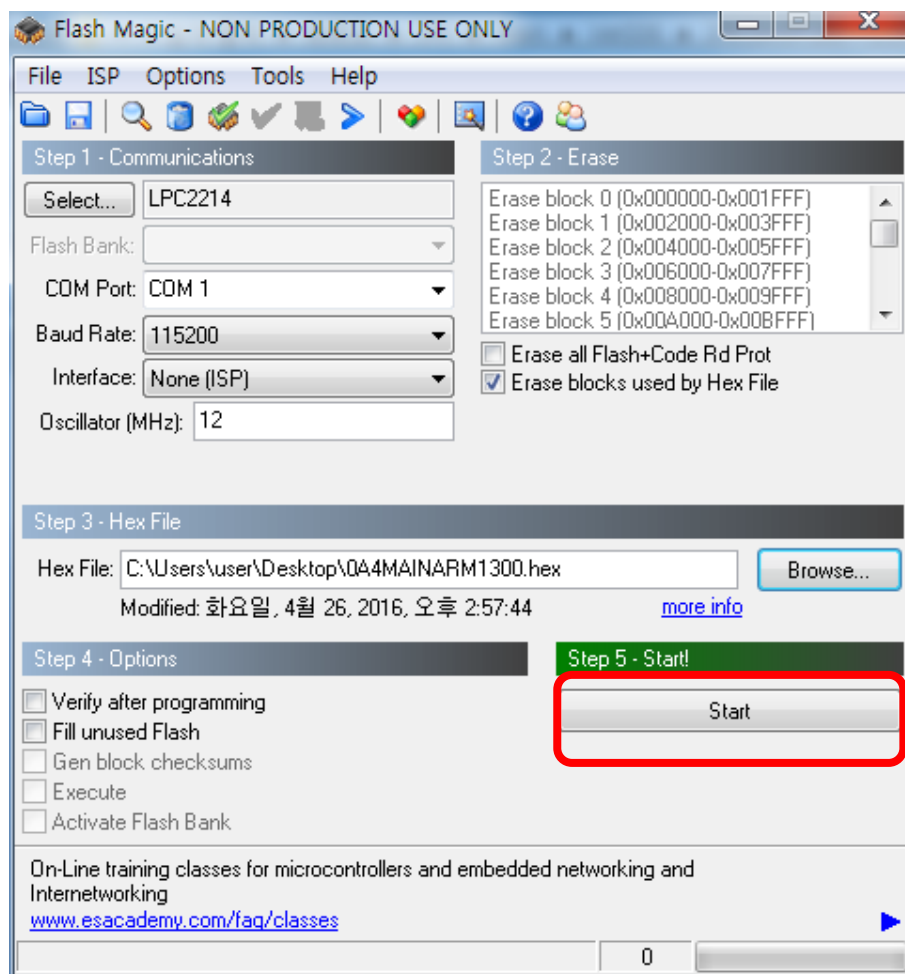 Flash Magic - NON PRODUCTION USE ONLY
File ISP Options Tools Help
Step 1 - Communications
Select... LPC2214
Flash Bank:
COM Port: COM 1
Baud Rate: 115200
Interface: None (ISP)
Oscillator (MHz): 12
Step 2 - Erase
Erase block 0 (0x000000-0x001FFF)
Erase block 1 (0x002000-0x003FFF)
Erase block 2 (0x004000-0x005FFF)
Erase block 3 (0x006000-0x007FFF)
Erase block 4 (0x008000-0x009FFF)
Erase block 5 (0x00A000-0x00BFFF)
Erase all Flash+Code Rd Prot
Erase blocks used by Hex File
Step 3 - Hex File
Hex File: C:\Users\user\Desktop\0A4MAINARM1300.hex Browse...
Modified: 화요일, 4월 26, 2016, 오후 2:57:44 more info
Step 4 - Options
Verify after programming
Fill unused Flash
Gen block checksums
Execute
Activate Flash Bank
Step 5 - Start!
Start
On-Line training classes for microcontrollers and embedded networking and
Internetworking
www.esacademy.com/faq/classes
0